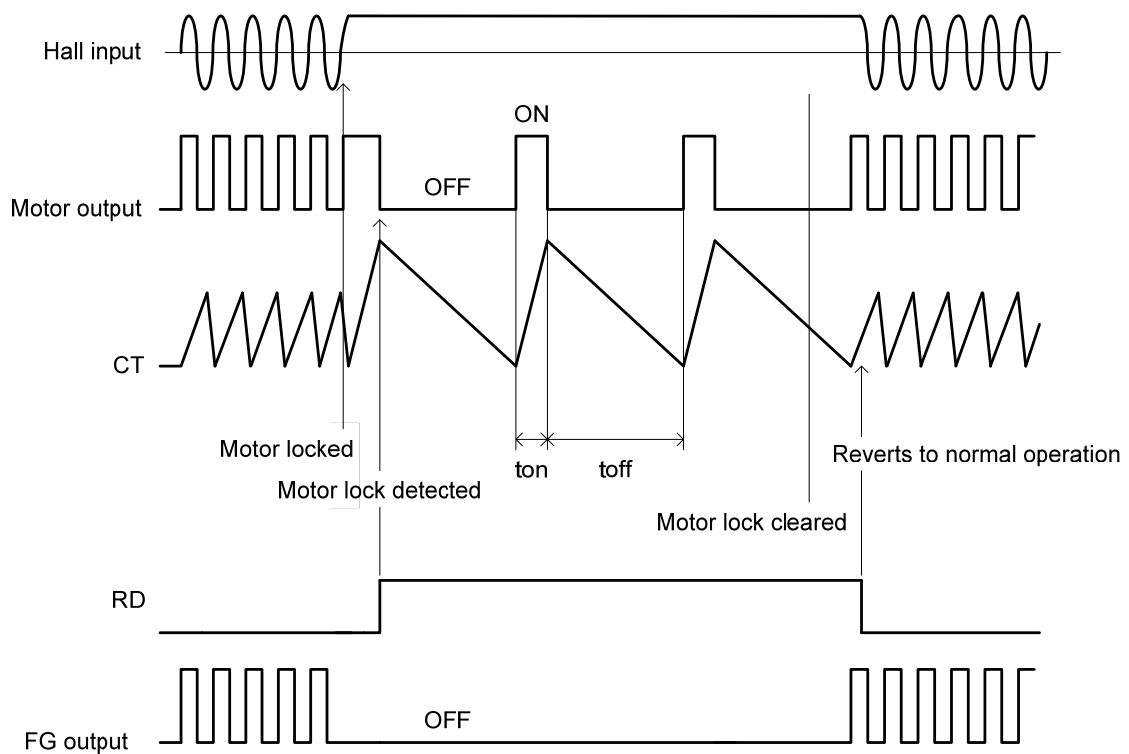 Hall input
ON
OFF
Motor output
CT
Motor locked
ton
toff
Reverts to normal operation
Motor lock detected
Motor lock cleared
RD
OFF
FG output